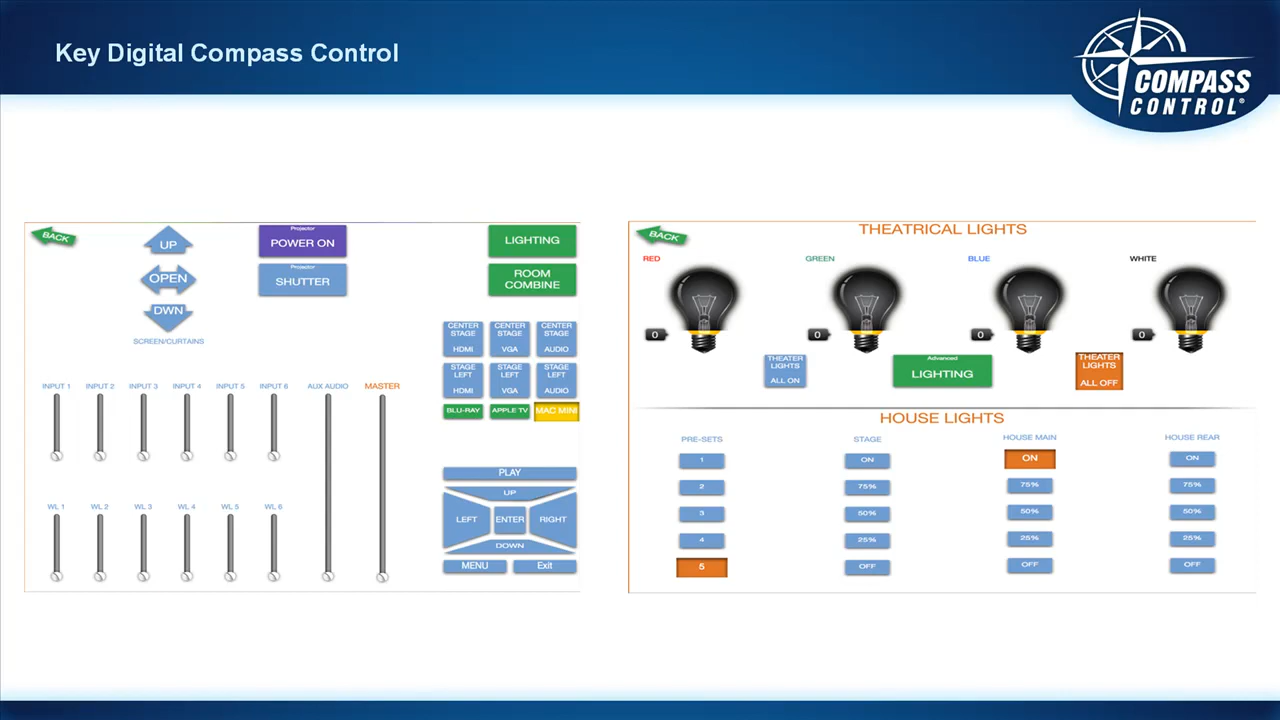 Key Digital Compass Control
COMPASS
CONTROL®
BACK
UP
OPEN
DWN
SCREEN/CURTAINS
Projector
POWER ON
Projector
SHUTTER
LIGHTING
ROOM
COMBINE
CENTER
STAGE
HDMI
CENTER
STAGE
VGA
CENTER
STAGE
AUDIO
STAGE
LEFT
HDMI
STAGE
LEFT
VGA
STAGE
LEFT
AUDIO
BLU-RAY
APPLE TV
MAC MINI
INPUT 1
INPUT 2
INPUT 3
INPUT 4
INPUT 5
INPUT 6
AUX AUDIO
MASTER
WL 1
WL 2
WL 3
WL 4
WL 5
WL 6
PLAY
UP
LEFT
ENTER
RIGHT
DOWN
MENU
Exit
BACK
THEATRICAL LIGHTS
RED
GREEN
BLUE
WHITE
0
0
0
0
THEATER
LIGHTS
ALL ON
Advanced
LIGHTING
THEATER
LIGHTS
ALL OFF
HOUSE LIGHTS
PRE-SETS
1
2
3
4
5
STAGE
ON
75%
50%
25%
OFF
HOUSE MAIN
ON
75%
50%
25%
OFF
HOUSE REAR
ON
75%
50%
25%
OFF